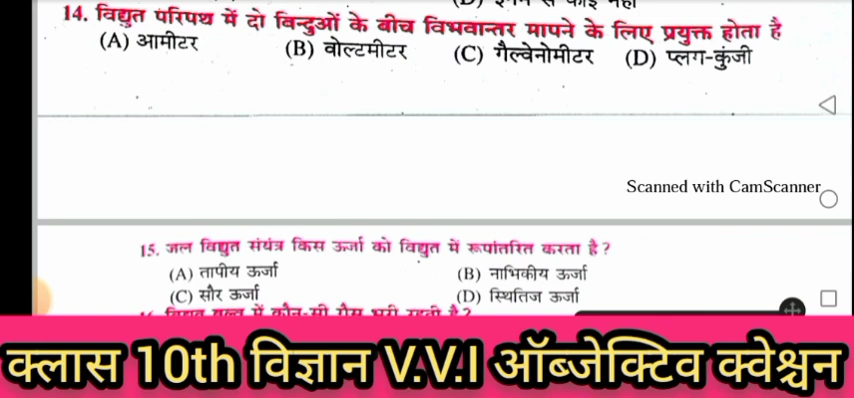 14. विद्युत परिपथ में दो बिन्दुओं के बीच विभवान्तर मापने के लिए प्रयुक्त होता है
(A) आमीटर (B) वोल्टमीटर (C) गैल्वेनोमीटर (D) प्लग-कुंजी
Scanned with CamScanner
15. जल विद्युत संयंत्र किस ऊर्जा को विद्युत में रूपांतरित करता है?
(A) तापीय ऊर्जा (B) नाभिकीय ऊर्जा
(C) सौर ऊर्जा (D) स्थितिज ऊर्जा
क्लास 10th विज्ञान V.V.I ऑब्जेक्टिव क्वेश्चन